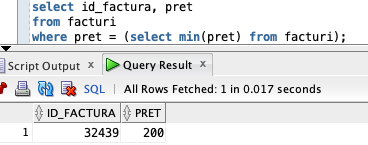 select id_factura, pret
from facturi
where pret = (select min(pret) from facturi);
Script Output x Query Result x
SQL | All Rows Fetched: 1 in 0.017 seconds
ID_FACTURA PRET
1 32439 200